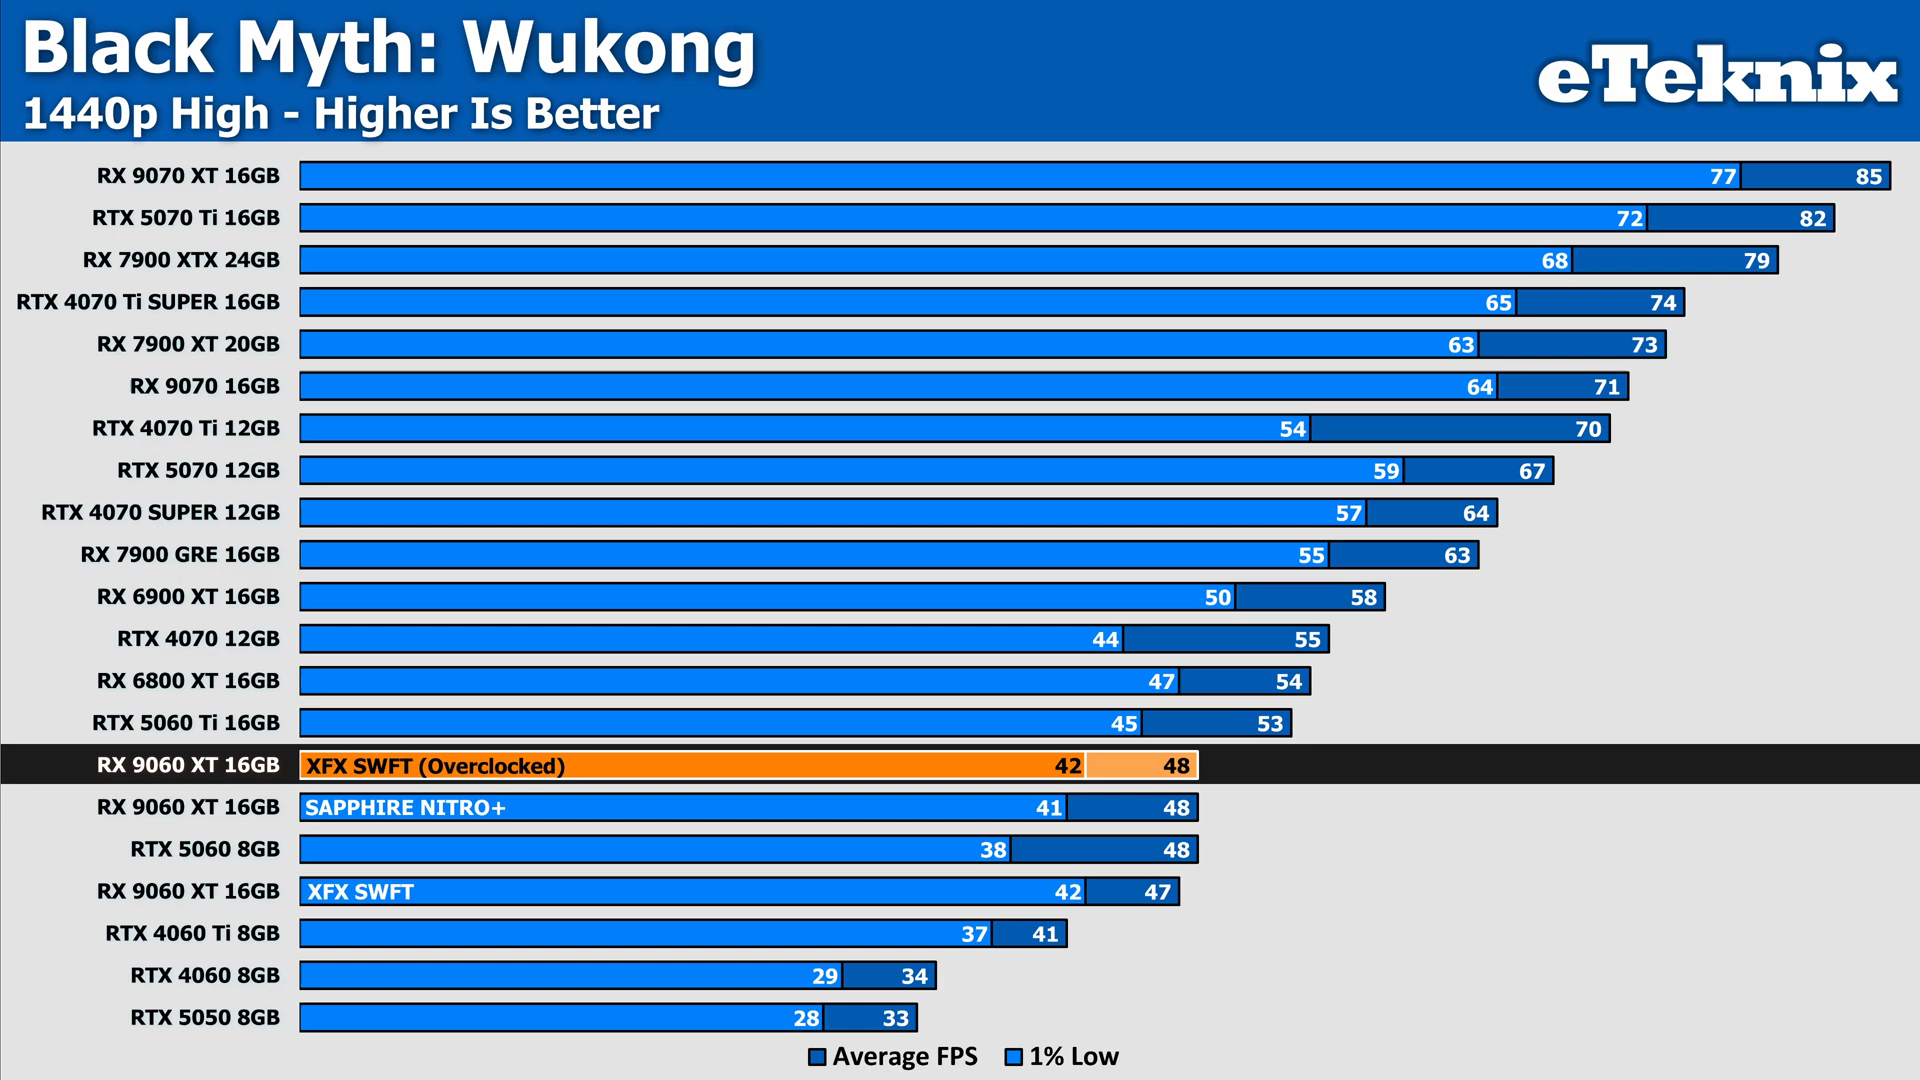 Black Myth: Wukong
1440p High - Higher Is Better
eTeknix
RX 9070 XT 16GB 77 85
RTX 5070 Ti 16GB 72 82
RX 7900 XTX 24GB 68 79
RTX 4070 Ti SUPER 16GB 65 74
RX 7900 XT 20GB 63 73
RX 9070 16GB 64 71
RTX 4070 Ti 12GB 54 70
RTX 5070 12GB 59 67
RTX 4070 SUPER 12GB 57 64
RX 7900 GRE 16GB 55 63
RX 6900 XT 16GB 50 58
RTX 4070 12GB 44 55
RX 6800 XT 16GB 47 54
RTX 5060 Ti 16GB 45 53
RX 9060 XT 16GB XFX SWFT (Overclocked) 42 48
RX 9060 XT 16GB SAPPHIRE NITRO+ 41 48
RTX 5060 8GB 38 48
RX 9060 XT 16GB XFX SWFT 42 47
RTX 4060 Ti 8GB 37 41
RTX 4060 8GB 29 34
RTX 5050 8GB 28 33
Average FPS 1% Low